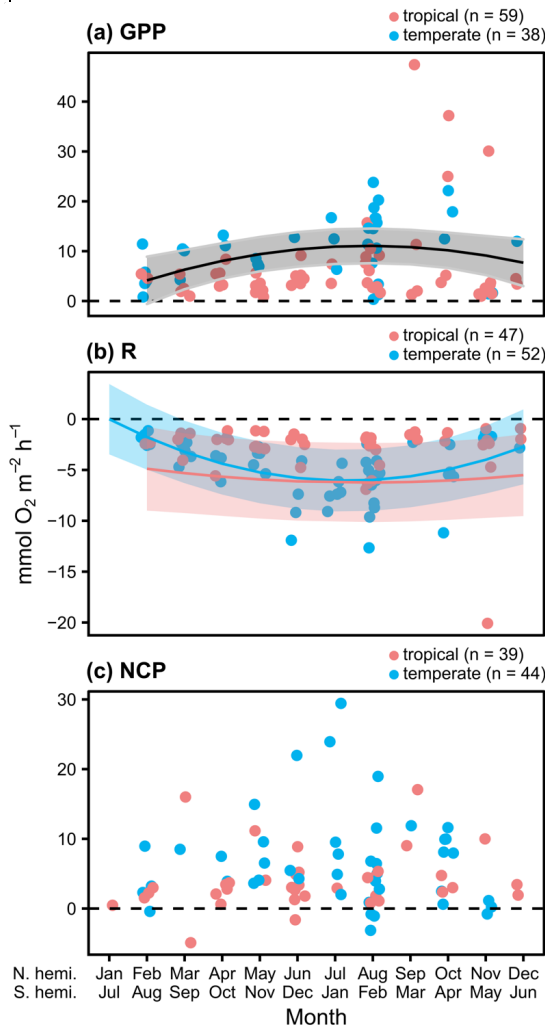 tropical (n = 59)
(a) GPP
temperate (n = 38)
40
30
20
10
0
tropical (n = 47)
(b) R
temperate (n = 52)
0
−5
−10
−15
−20
mmol O₂ m⁻² h⁻¹
tropical (n = 39)
(c) NCP
temperate (n = 44)
30
20
10
0
N. hemi. Jan Feb Mar Apr May Jun Jul Aug Sep Oct Nov Dec
S. hemi. Jul Aug Sep Oct Nov Dec Jan Feb Mar Apr May Jun
Month